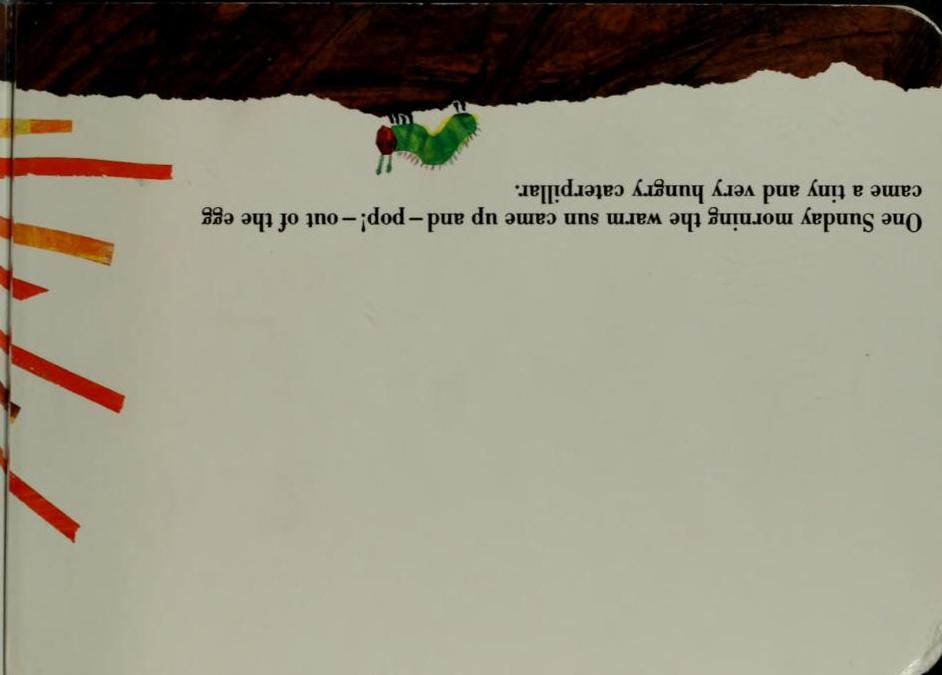 One Sunday morning the warm sun came up and – pop! – out of the egg
came a tiny and very hungry caterpillar.